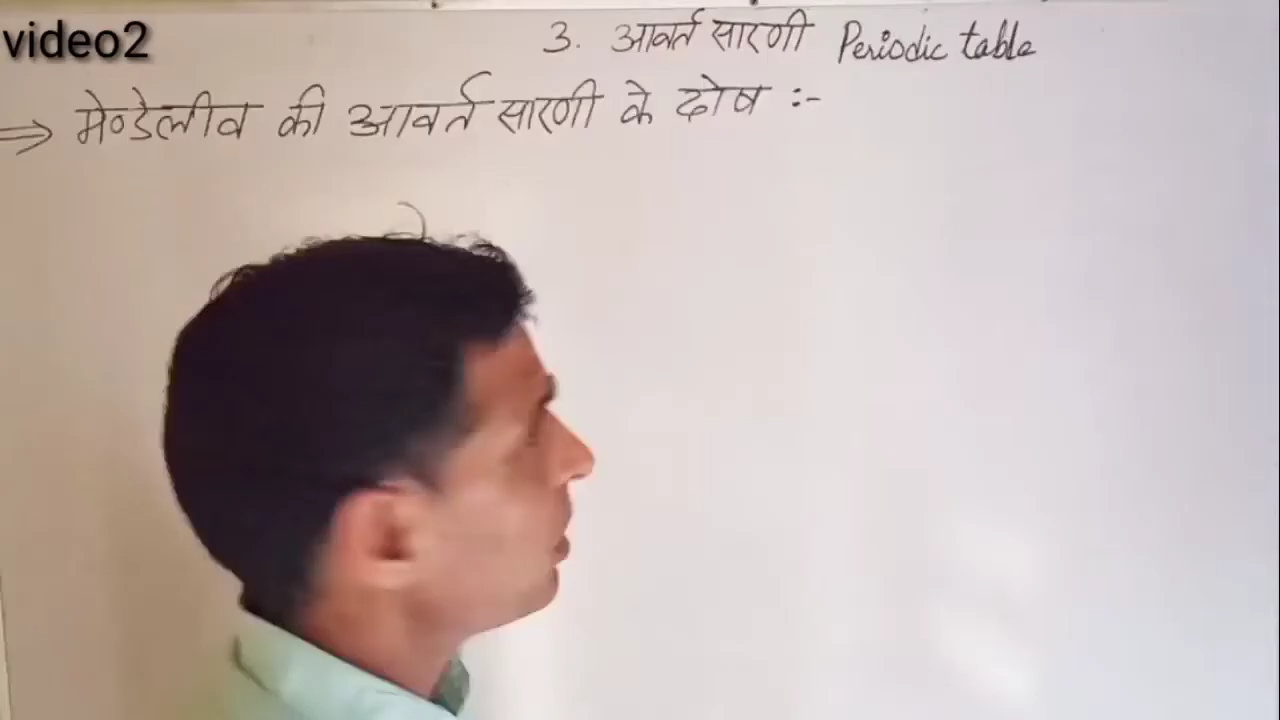 video2
3. आवर्त सारणी Periodic table
⇒ मेण्डेलीव की आवर्त सारणी के दोष :-